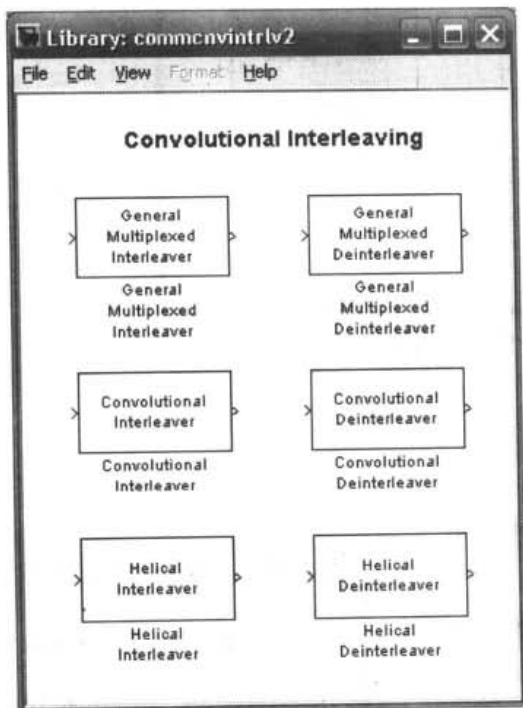 Library: commcnvintrlv2
File Edit View Format Help
Convolutional Interleaving
General
Multiplexed
Interleaver
General
Multiplexed
Interleaver
General
Multiplexed
Deinterleaver
General
Multiplexed
Deinterleaver
Convolutional
Interleaver
Convolutional
Interleaver
Convolutional
Deinterleaver
Convolutional
Deinterleaver
Helical
Interleaver
Helical
Interleaver
Helical
Deinterleaver
Helical
Deinterleaver